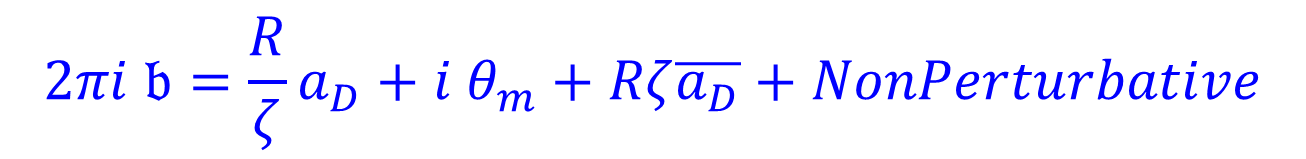 2πi 𝔟 = R/ζ a_D + i θ_m + Rζ\overline{a_D} + NonPerturbative